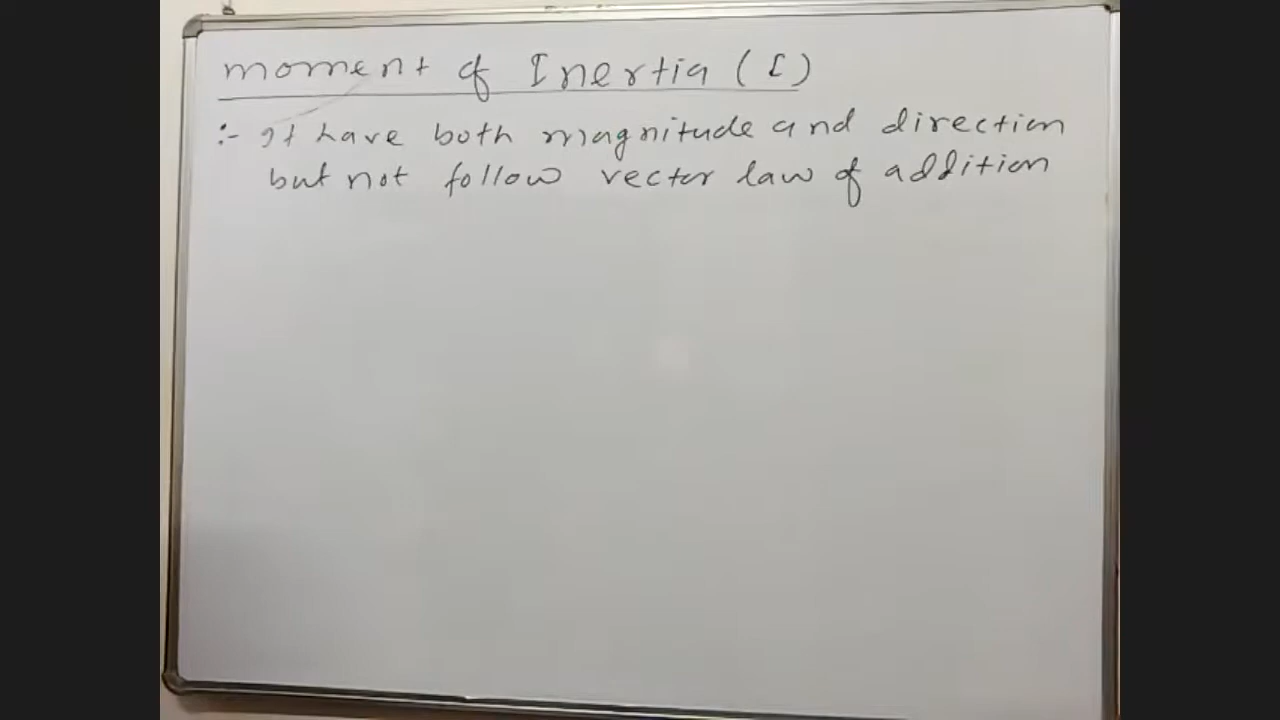 moment of Inertia (I)
:- It have both magnitude and direction
but not follow vector law of addition